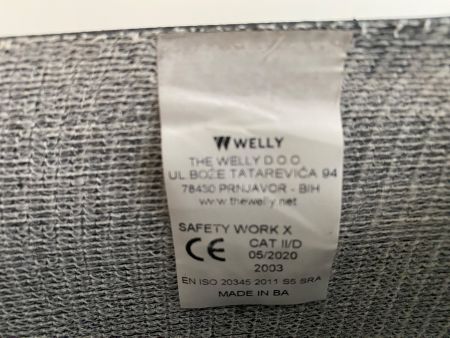 WELLY
THE WELLY D.O.O
UL BOŽE TATAREVIĆA 94
78430 PRNJAVOR - BIH
www.thewelly.net
SAFETY WORK X
CE CAT II/D
05/2020
2003
EN ISO 20345 2011 S5 SRA
MADE IN BA